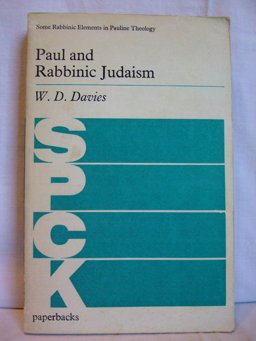 Some Rabbinic Elements in Pauline Theology
Paul and
Rabbinic Judaism
W. D. Davies
S
P
C
K
paperbacks